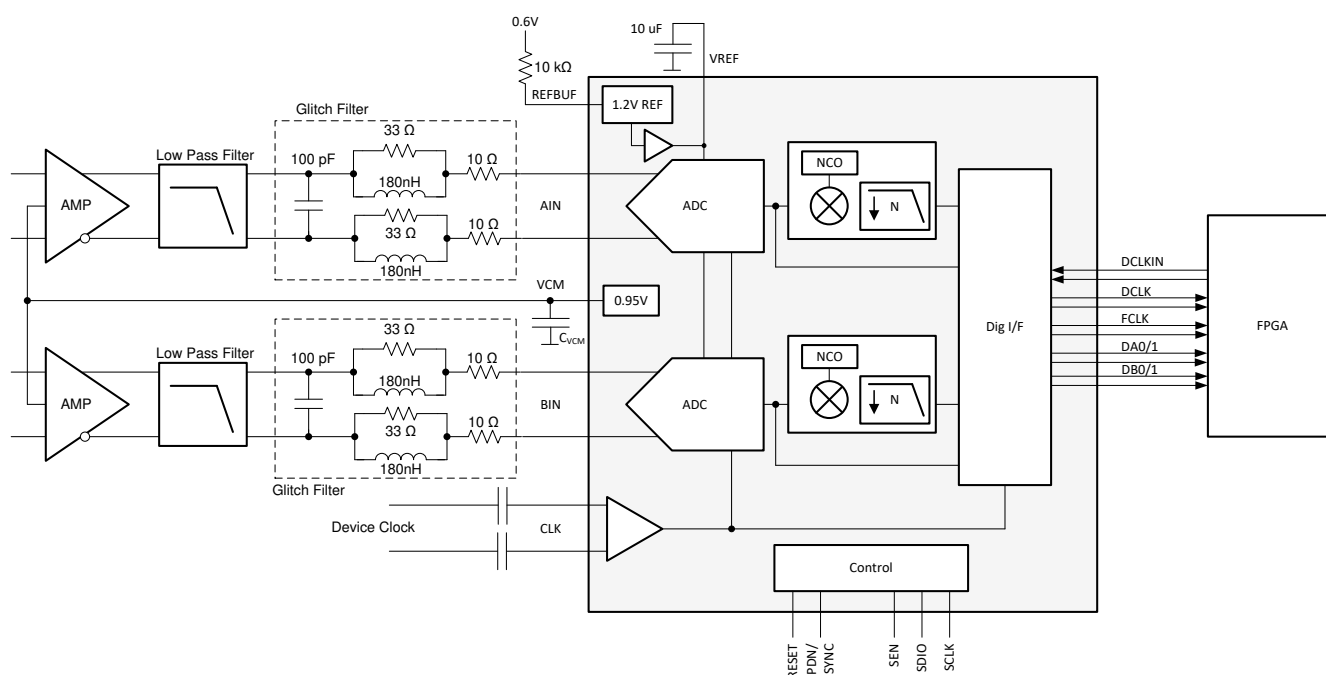 0.6V
10 uF
VREF
10 kΩ
REFBUF
1.2V REF
Glitch Filter
33 Ω
Low Pass Filter
100 pF
10 Ω
180nH
AMP
AIN
ADC
NCO
N
33 Ω
10 Ω
180nH
VCM
0.95V
CVCM
Dig I/F
DCLKIN
DCLK
FCLK
DA0/1
DB0/1
FPGA
33 Ω
Low Pass Filter
100 pF
10 Ω
180nH
AMP
BIN
ADC
NCO
N
33 Ω
10 Ω
180nH
Glitch Filter
Device Clock
CLK
Control
RESET
PDN/
SYNC
SEN
SDIO
SCLK